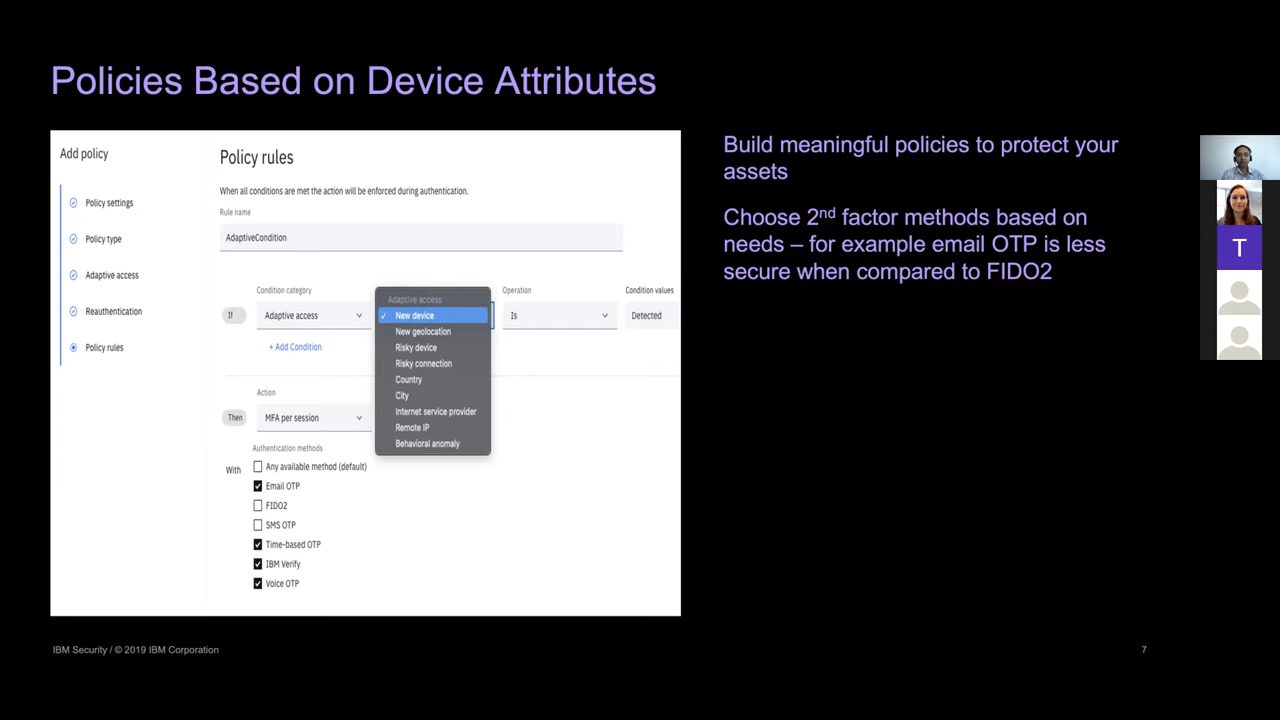 Policies Based on Device Attributes
Add policy
Policy settings
Policy type
Adaptive access
Reauthentication
Policy rules
Policy rules
When all conditions are met the action will be enforced during authentication.
Rule name
AdaptiveCondition
Condition category
Operation
Condition values
If
Adaptive access
Is
Detected
+ Add Condition
Adaptive access
✓ New device
New geolocation
Risky device
Risky connection
Country
City
Internet service provider
Remote IP
Behavioral anomaly
Action
Then
MFA per session
Authentication methods
With
Any available method (default)
Email OTP
FIDO2
SMS OTP
Time-based OTP
IBM Verify
Voice OTP
Build meaningful policies to protect your
assets
Choose 2nd factor methods based on
needs – for example email OTP is less
secure when compared to FIDO2
T
IBM Security / © 2019 IBM Corporation
7